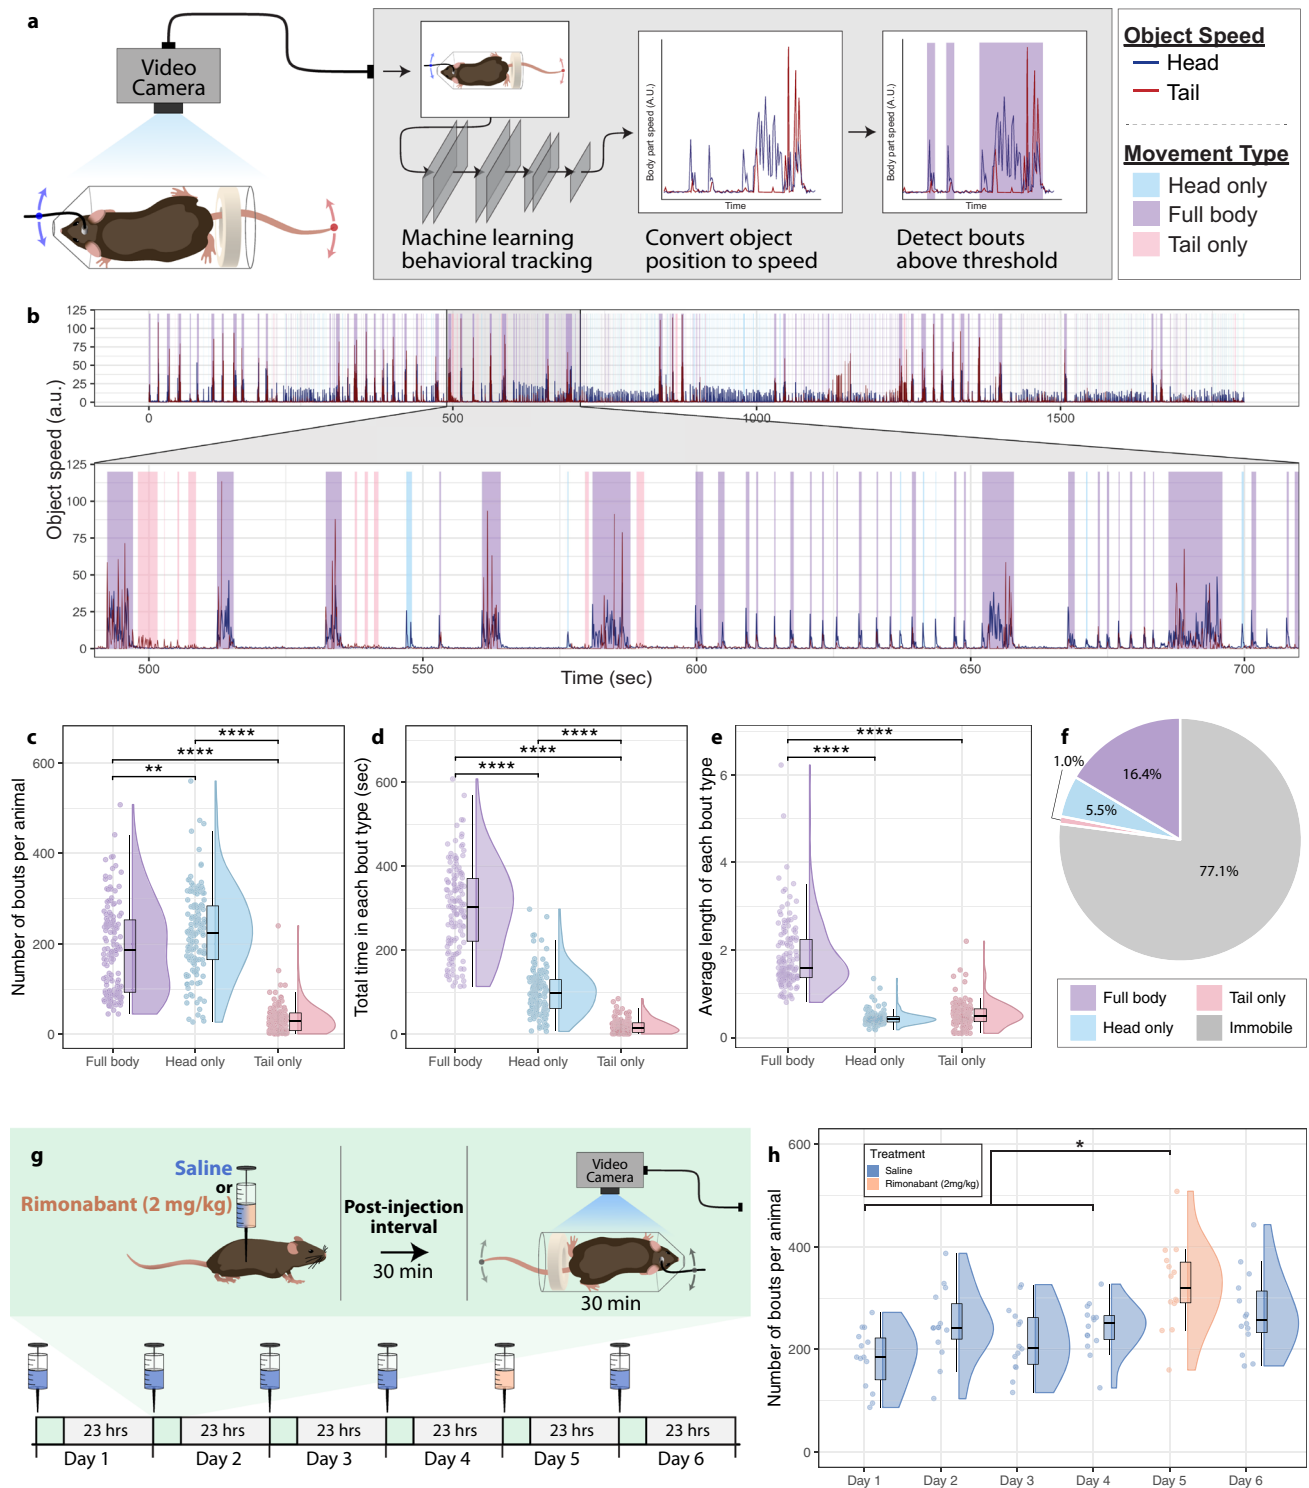 a
Video
Camera
Body part speed (A.U.)
Time
Body part speed (A.U.)
Time
Machine learning
behavioral tracking
Convert object
position to speed
Detect bouts
above threshold
Object Speed
Head
Tail
Movement Type
Head only
Full body
Tail only
b
Object speed (a.u.)
125
100
75
50
25
0
0
500
1000
1500
125
100
75
50
25
0
500
550
600
650
700
Time (sec)
c
Number of bouts per animal
600
400
200
0
****
****
**
Full body
Head only
Tail only
d
Total time in each bout type (sec)
600
400
200
0
****
****
****
Full body
Head only
Tail only
e
Average length of each bout type
6
4
2
0
****
****
Full body
Head only
Tail only
f
1.0%
16.4%
5.5%
77.1%
Full body
Tail only
Head only
Immobile
g
Saline
or
Rimonabant (2 mg/kg)
Post-injection
interval
30 min
Video
Camera
30 min
23 hrs
23 hrs
23 hrs
23 hrs
23 hrs
23 hrs
Day 1
Day 2
Day 3
Day 4
Day 5
Day 6
h
Number of bouts per animal
600
400
200
0
Treatment
Saline
Rimonabant (2mg/kg)
*
Day 1
Day 2
Day 3
Day 4
Day 5
Day 6